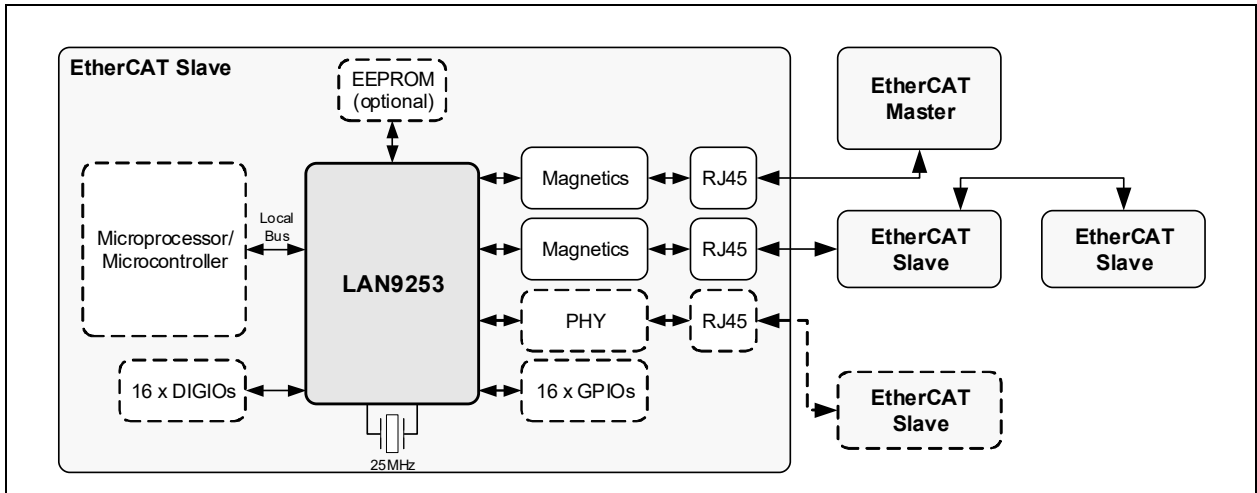 EtherCAT Slave
EEPROM
(optional)
EtherCAT
Master
Magnetics
RJ45
Local
Bus
Microprocessor/
Microcontroller
LAN9253
Magnetics
RJ45
EtherCAT
Slave
EtherCAT
Slave
PHY
RJ45
16 x DIGIOs
16 x GPIOs
EtherCAT
Slave
25MHz